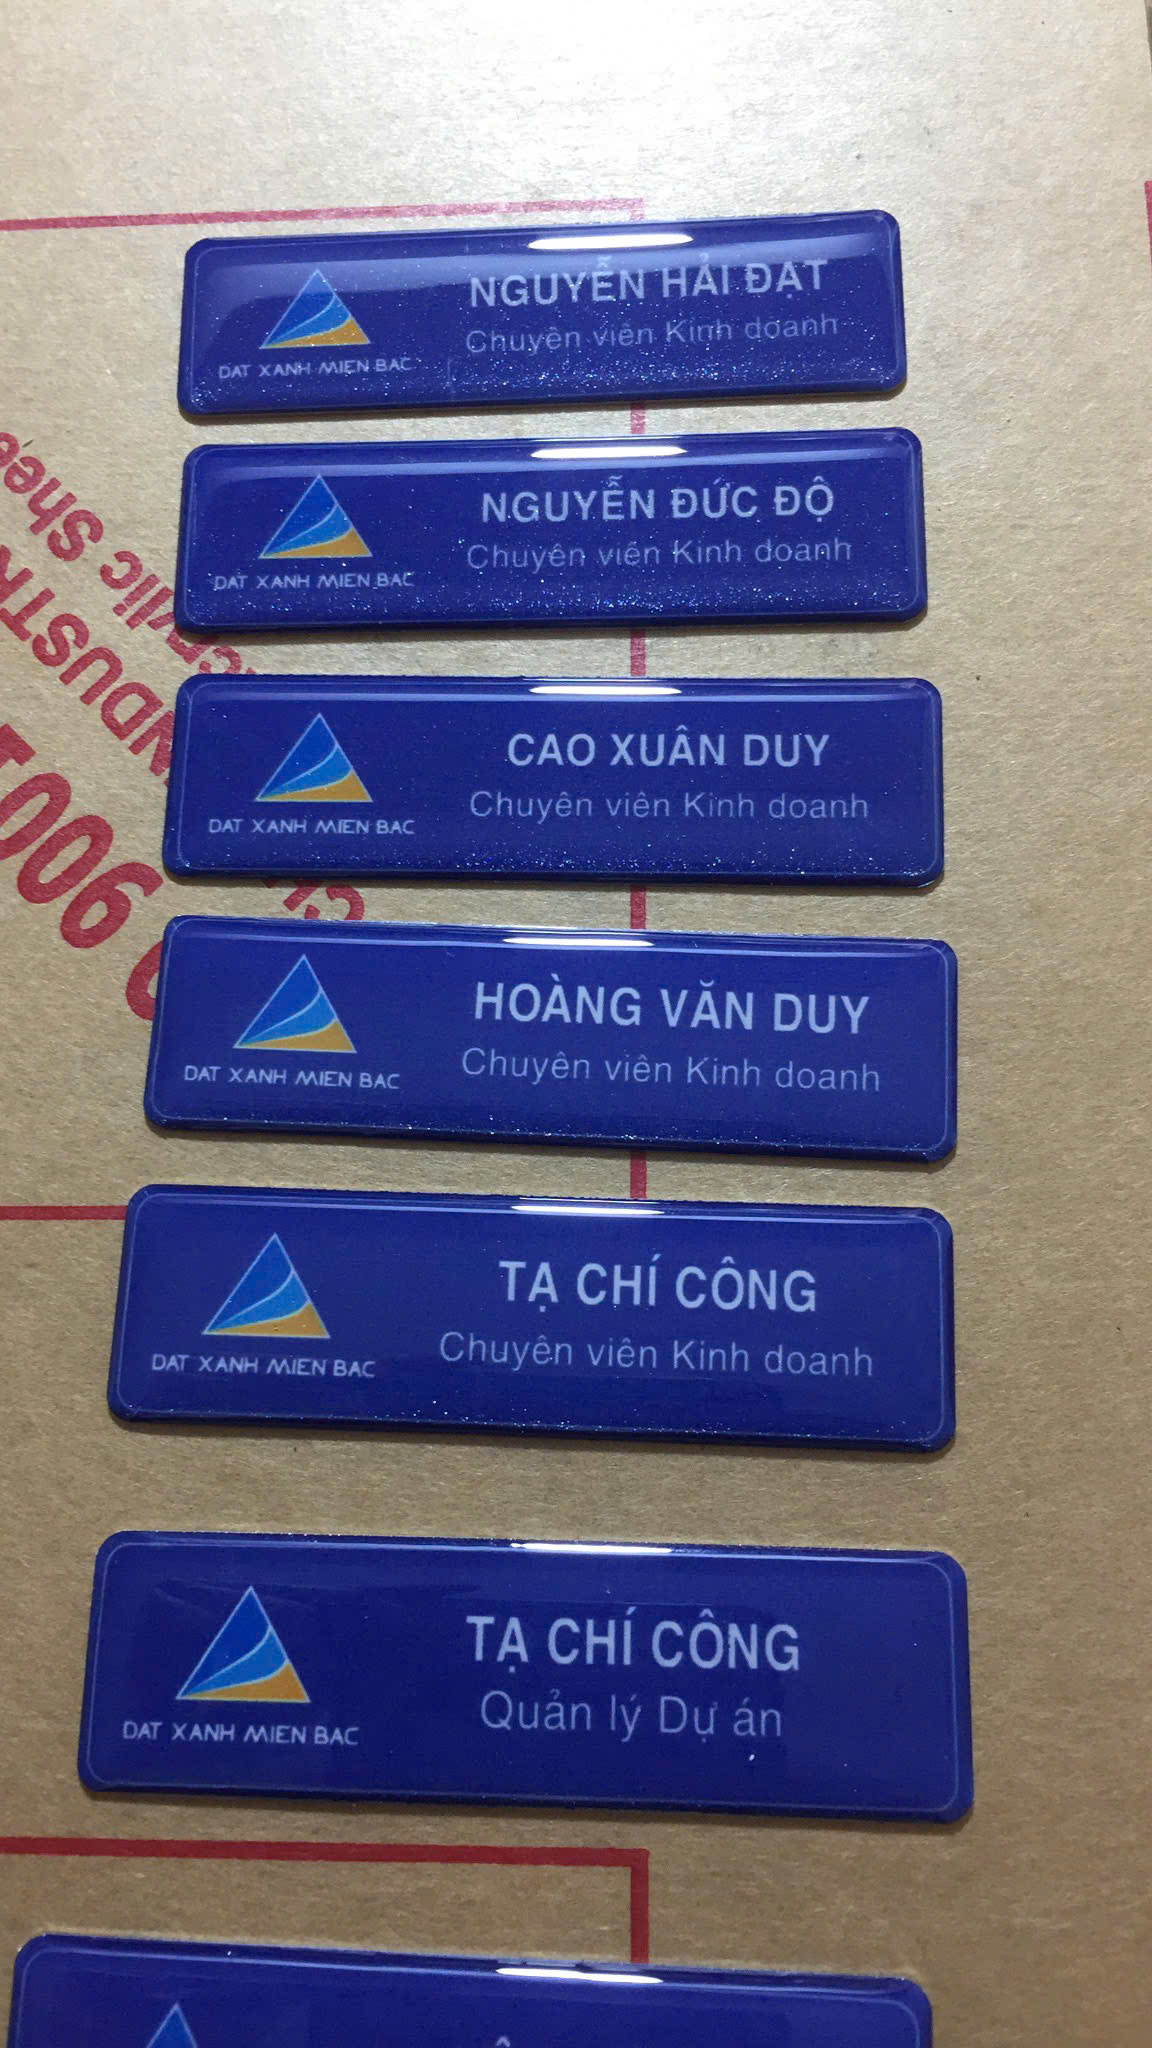 NGUYỄN HẢI ĐẠT
Chuyên viên Kinh doanh
DAT XANH MIEN BAC
NGUYỄN ĐỨC ĐỘ
Chuyên viên Kinh doanh
DAT XANH MIEN BAC
CAO XUÂN DUY
Chuyên viên Kinh doanh
DAT XANH MIEN BAC
HOÀNG VĂN DUY
Chuyên viên Kinh doanh
DAT XANH MIEN BAC
TẠ CHÍ CÔNG
Chuyên viên Kinh doanh
DAT XANH MIEN BAC
TẠ CHÍ CÔNG
Quản lý Dự án
DAT XANH MIEN BAC
9001